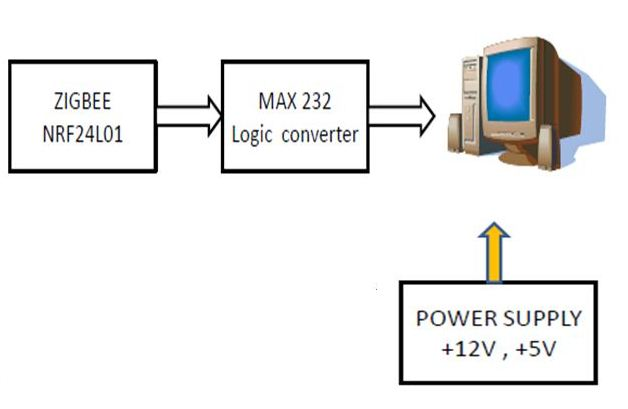 ZIGBEE
NRF24L01
MAX 232
Logic converter
POWER SUPPLY
+12V , +5V